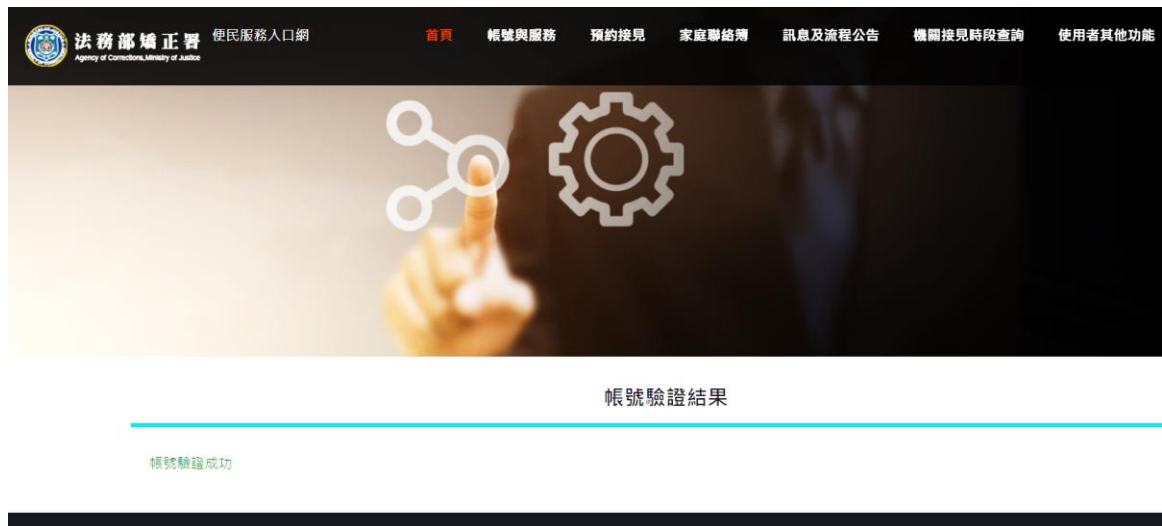 法務部矯正署 便民服務入口網 首頁 帳號與服務 預約接見 家庭聯絡簿 訊息及流程公告 機關接見時段查詢 使用者其他功能
Agency of Corrections,Ministry of Justice
帳號驗證結果
帳號驗證成功